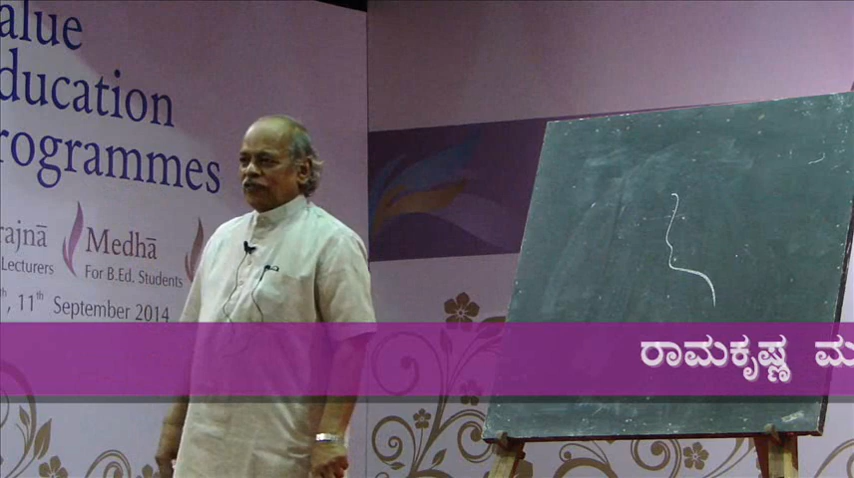 alue
ducation
rogrammes
rajnā
Medhā
Lecturers
For B.Ed. Students
11th September 2014
ರಾಮಕೃಷ್ಣ ಮ